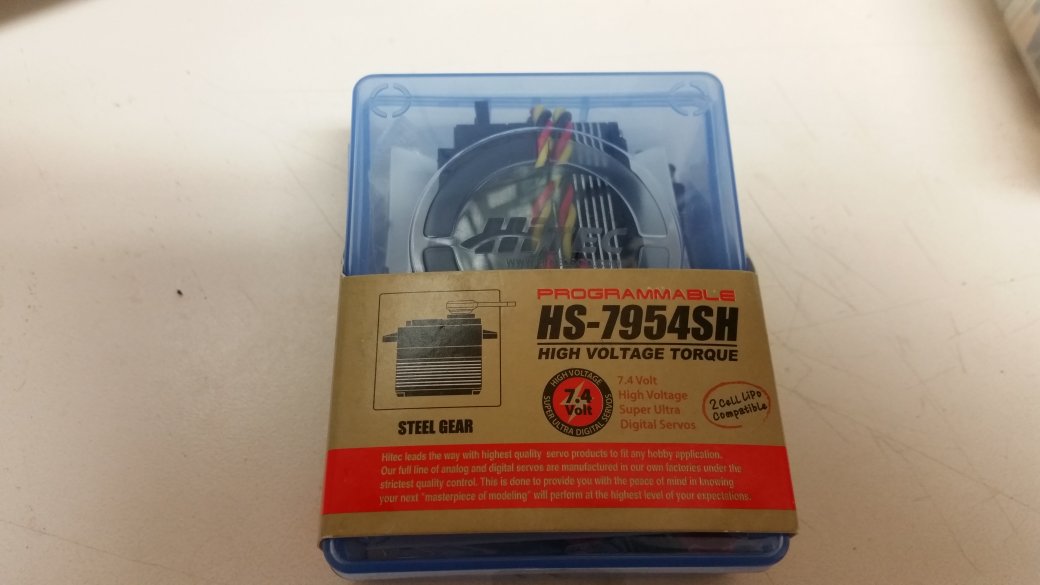 HiTEC
PROGRAMMABLE
HS-7954SH
HIGH VOLTAGE TORQUE
HIGH VOLTAGE
7.4
Volt
SUPER ULTRA DIGITAL SERVOS
7.4 Volt
High Voltage
Super Ultra
Digital Servos
2 Cell LiPo
Compatible
STEEL GEAR
Hitec leads the way with highest quality servo products to fit any hobby application.
Our full line of analog and digital servos are manufactured in our own factories under the
strictest quality control. This is done to provide you with the peace of mind in knowing
your next "masterpiece of modeling" will perform at the highest level of your expectations.